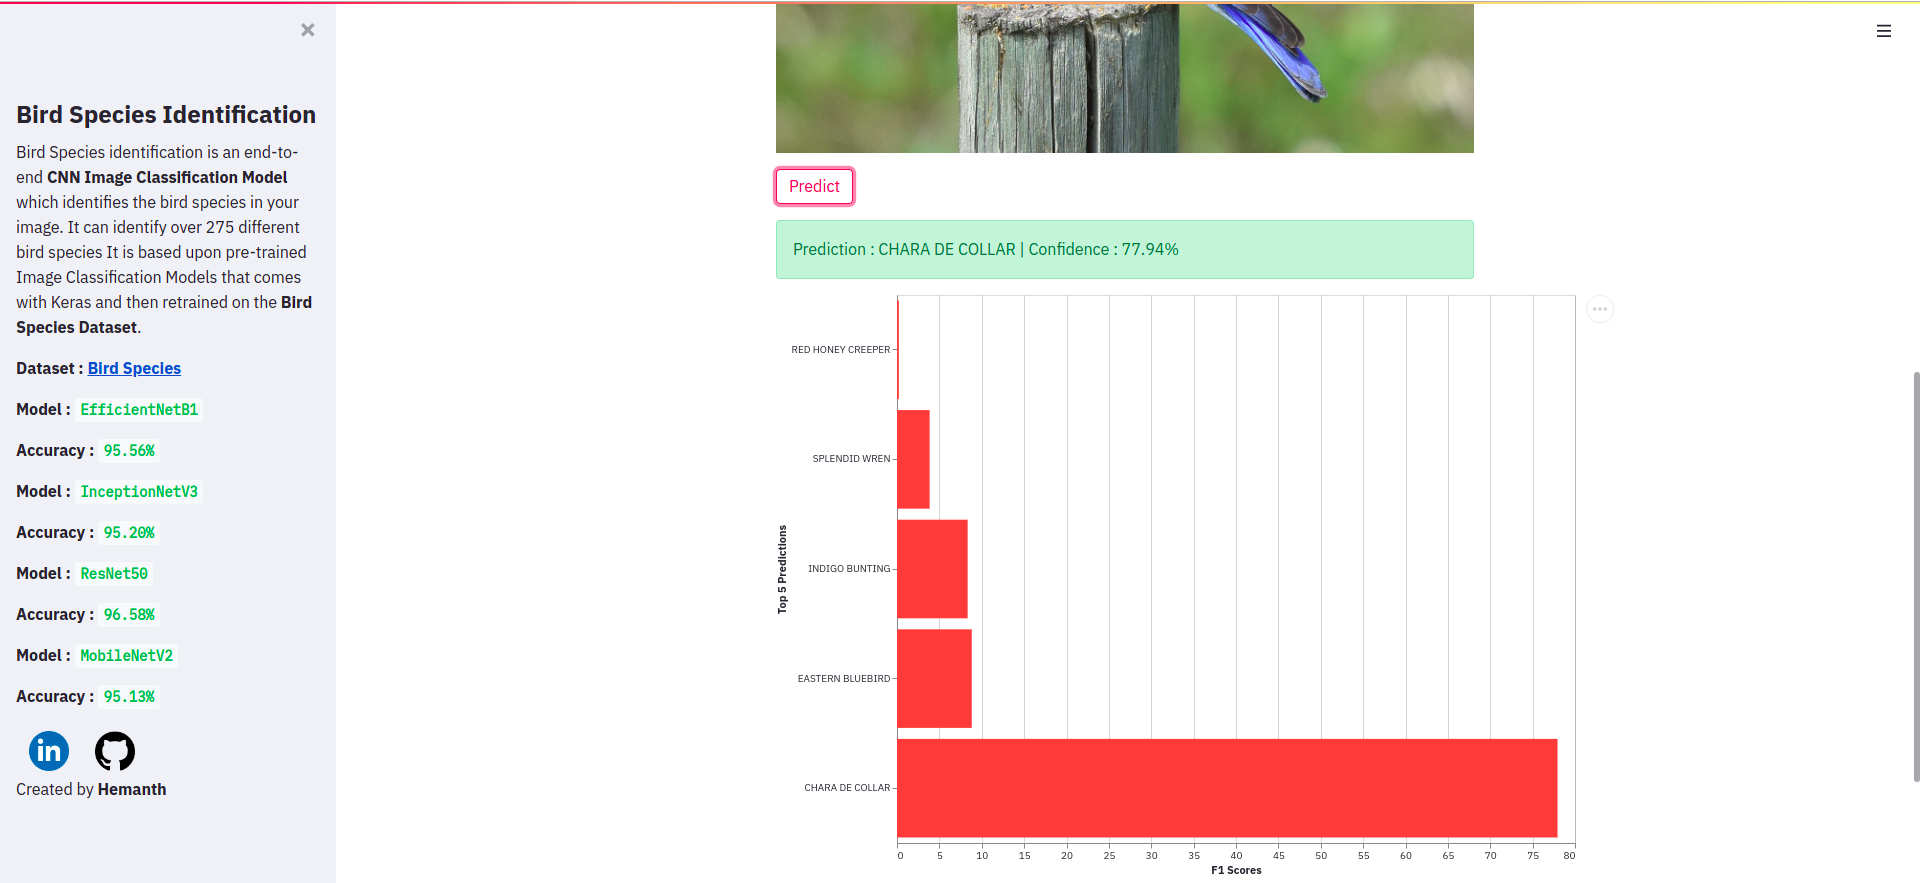 ×
Bird Species Identification
Bird Species identification is an end-to-
end CNN Image Classification Model
which identifies the bird species in your
image. It can identify over 275 different
bird species It is based upon pre-trained
Image Classification Models that comes
with Keras and then retrained on the Bird
Species Dataset.
Dataset : Bird Species
Model : EfficientNetB1
Accuracy : 95.56%
Model : InceptionNetV3
Accuracy : 95.20%
Model : ResNet50
Accuracy : 96.58%
Model : MobileNetV2
Accuracy : 95.13%
in
Created by Hemanth
Predict
Prediction : CHARA DE COLLAR | Confidence : 77.94%
Top 5 Predictions
RED HONEY CREEPER
SPLENDID WREN
INDIGO BUNTING
EASTERN BLUEBIRD
CHARA DE COLLAR
0 5 10 15 20 25 30 35 40 45 50 55 60 65 70 75 80
F1 Scores